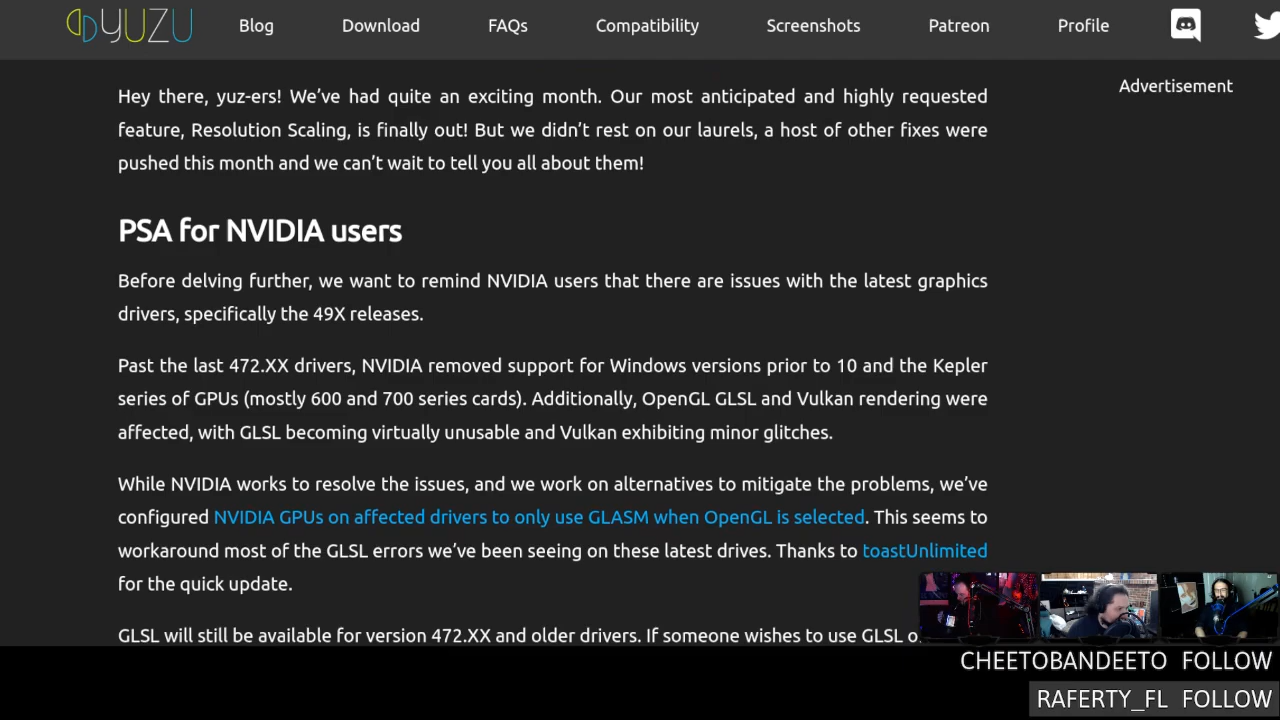 YUZU Blog Download FAQs Compatibility Screenshots Patreon Profile
Advertisement
Hey there, yuz-ers! We’ve had quite an exciting month. Our most anticipated and highly requested
feature, Resolution Scaling, is finally out! But we didn’t rest on our laurels, a host of other fixes were
pushed this month and we can’t wait to tell you all about them!
PSA for NVIDIA users
Before delving further, we want to remind NVIDIA users that there are issues with the latest graphics
drivers, specifically the 49X releases.
Past the last 472.XX drivers, NVIDIA removed support for Windows versions prior to 10 and the Kepler
series of GPUs (mostly 600 and 700 series cards). Additionally, OpenGL GLSL and Vulkan rendering were
affected, with GLSL becoming virtually unusable and Vulkan exhibiting minor glitches.
While NVIDIA works to resolve the issues, and we work on alternatives to mitigate the problems, we’ve
configured NVIDIA GPUs on affected drivers to only use GLASM when OpenGL is selected. This seems to
workaround most of the GLSL errors we’ve been seeing on these latest drives. Thanks to toastUnlimited
for the quick update.
GLSL will still be available for version 472.XX and older drivers. If someone wishes to use GLSL
CHEETOBANDEETO FOLLOW
RAFERTY_FL FOLLOW